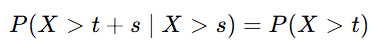 P(X > t + s | X > s) = P(X > t)